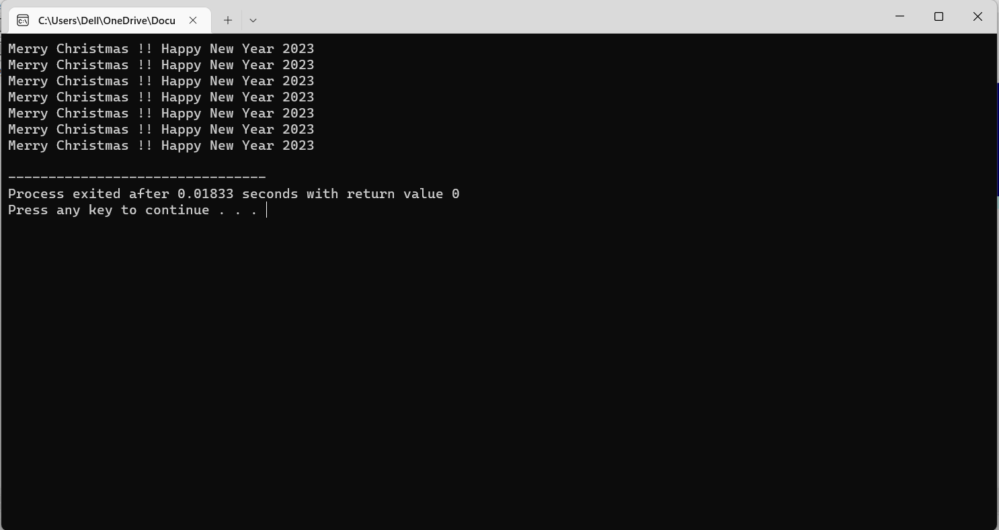 C:\Users\Dell\OneDrive\Docu
Merry Christmas !! Happy New Year 2023
Merry Christmas !! Happy New Year 2023
Merry Christmas !! Happy New Year 2023
Merry Christmas !! Happy New Year 2023
Merry Christmas !! Happy New Year 2023
Merry Christmas !! Happy New Year 2023
Merry Christmas !! Happy New Year 2023
--------------------------------
Process exited after 0.01833 seconds with return value 0
Press any key to continue . . .